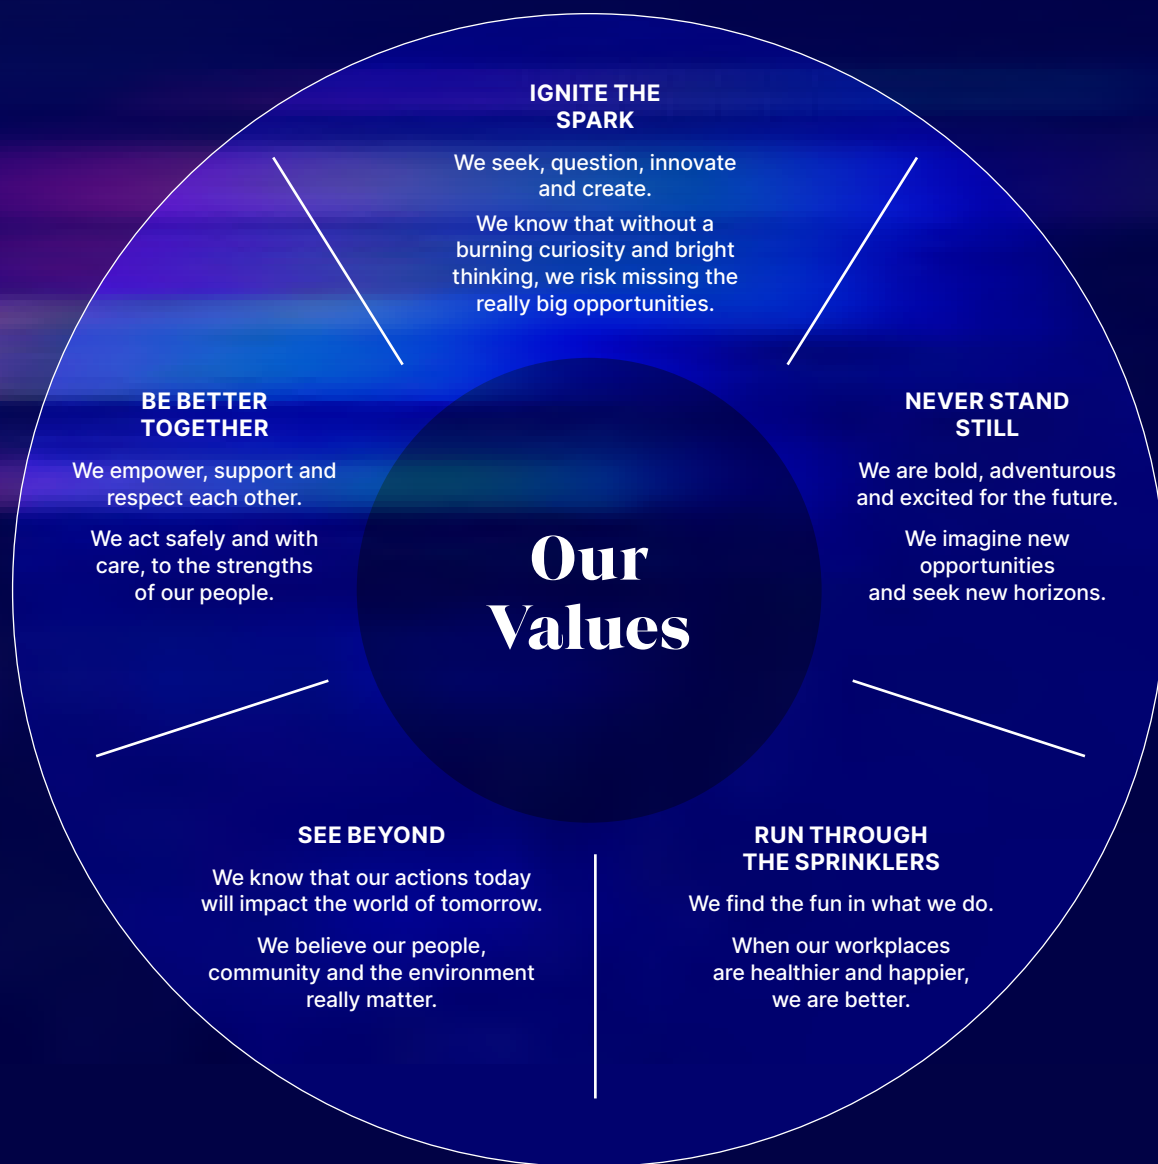 IGNITE THE
SPARK
We seek, question, innovate
and create.
We know that without a
burning curiosity and bright
thinking, we risk missing the
really big opportunities.
BE BETTER
TOGETHER
We empower, support and
respect each other.
We act safely and with
care, to the strengths
of our people.
Our
Values
NEVER STAND
STILL
We are bold, adventurous
and excited for the future.
We imagine new
opportunities
and seek new horizons.
SEE BEYOND
We know that our actions today
will impact the world of tomorrow.
We believe our people,
community and the environment
really matter.
RUN THROUGH
THE SPRINKLERS
We find the fun in what we do.
When our workplaces
are healthier and happier,
we are better.